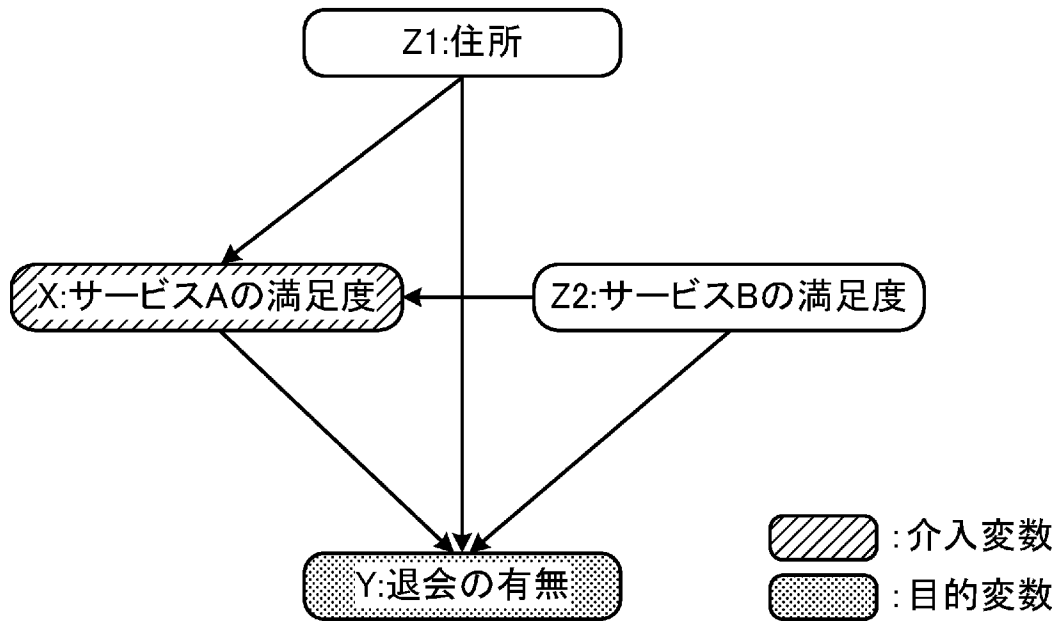 Z1:住所
X:サービスAの満足度
Z2:サービスBの満足度
Y:退会の有無
:介入変数
:目的変数